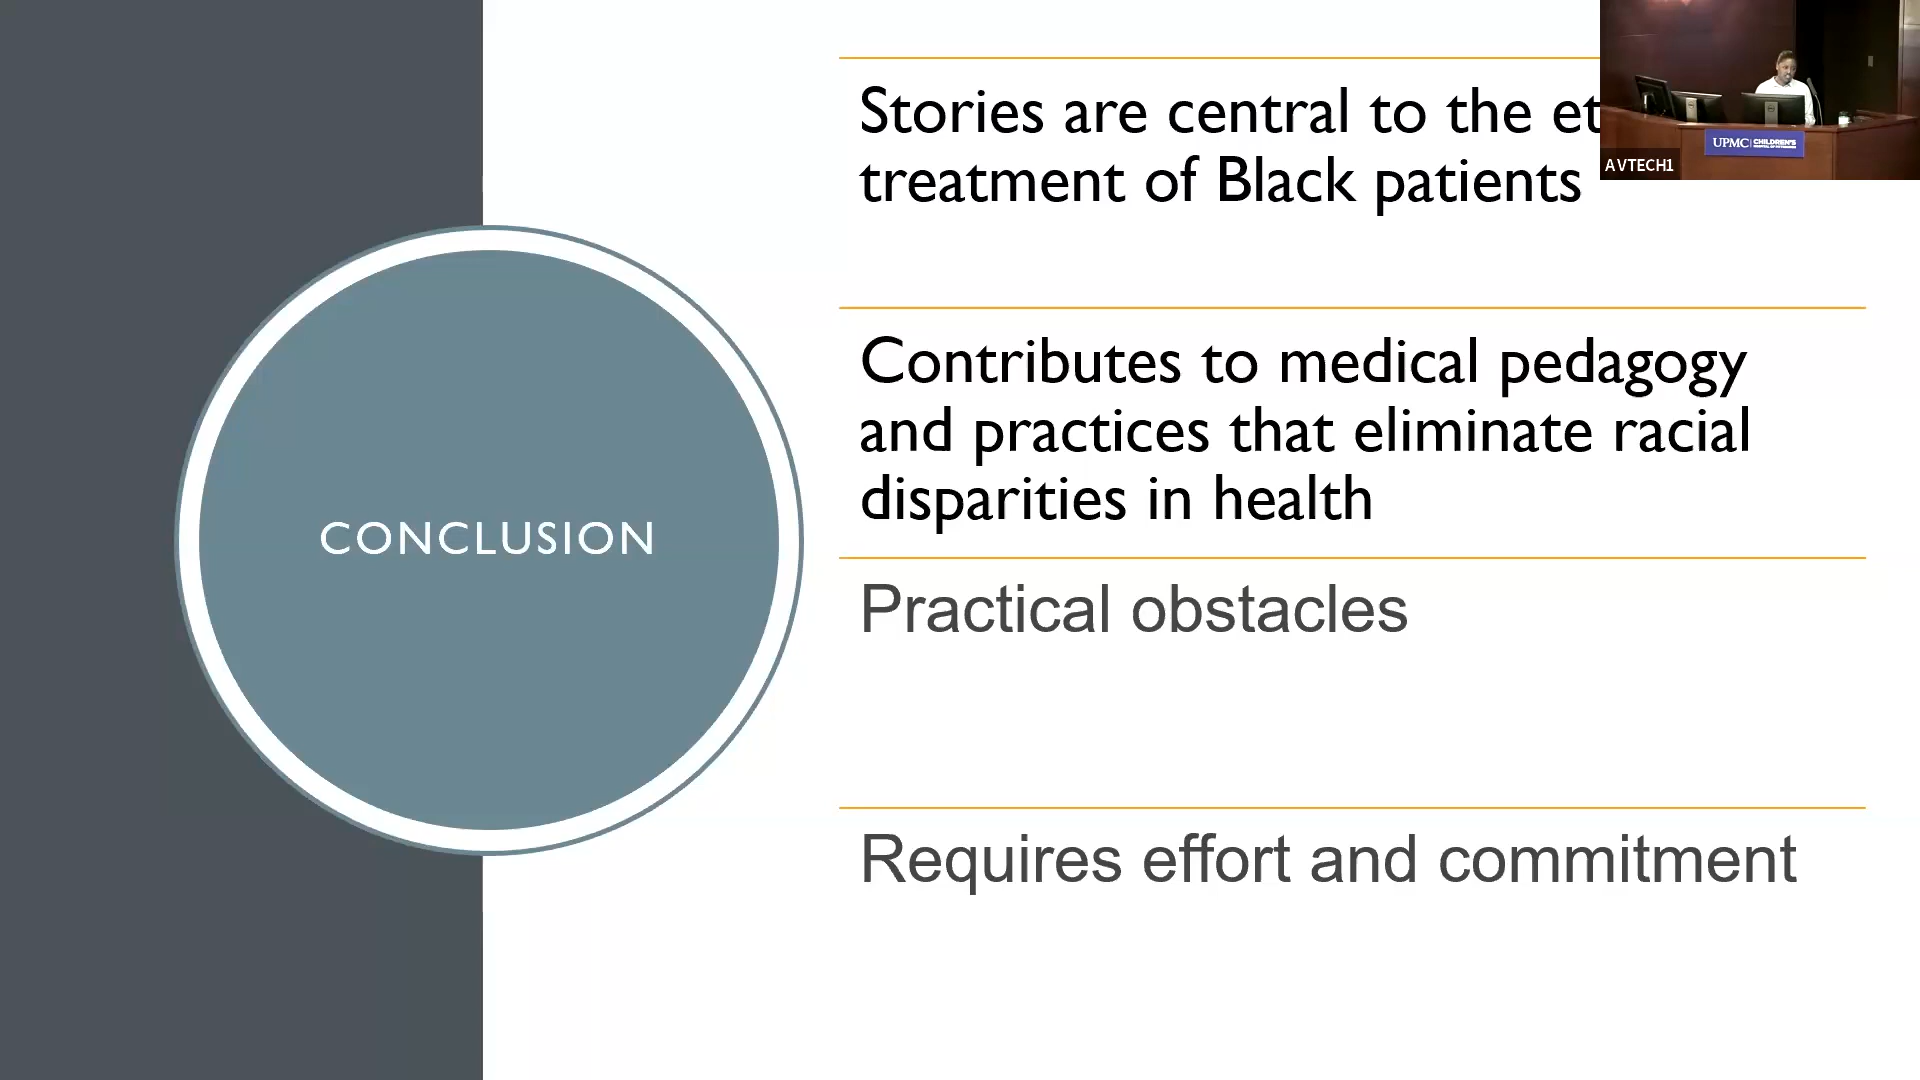 Stories are central to the et
treatment of Black patients
Contributes to medical pedagogy
and practices that eliminate racial
disparities in health
Practical obstacles
Requires effort and commitment
CONCLUSION
UPMC CHILDREN'S
AVTECH1